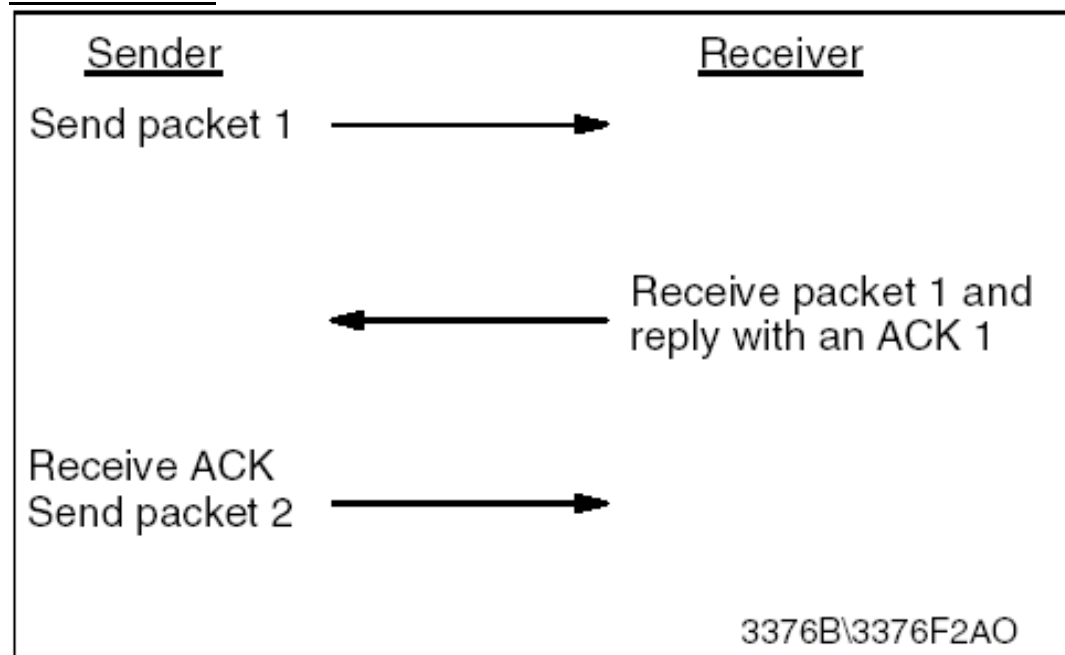 Sender
Receiver
Send packet 1
Receive packet 1 and
reply with an ACK 1
Receive ACK
Send packet 2
3376B\3376F2AO